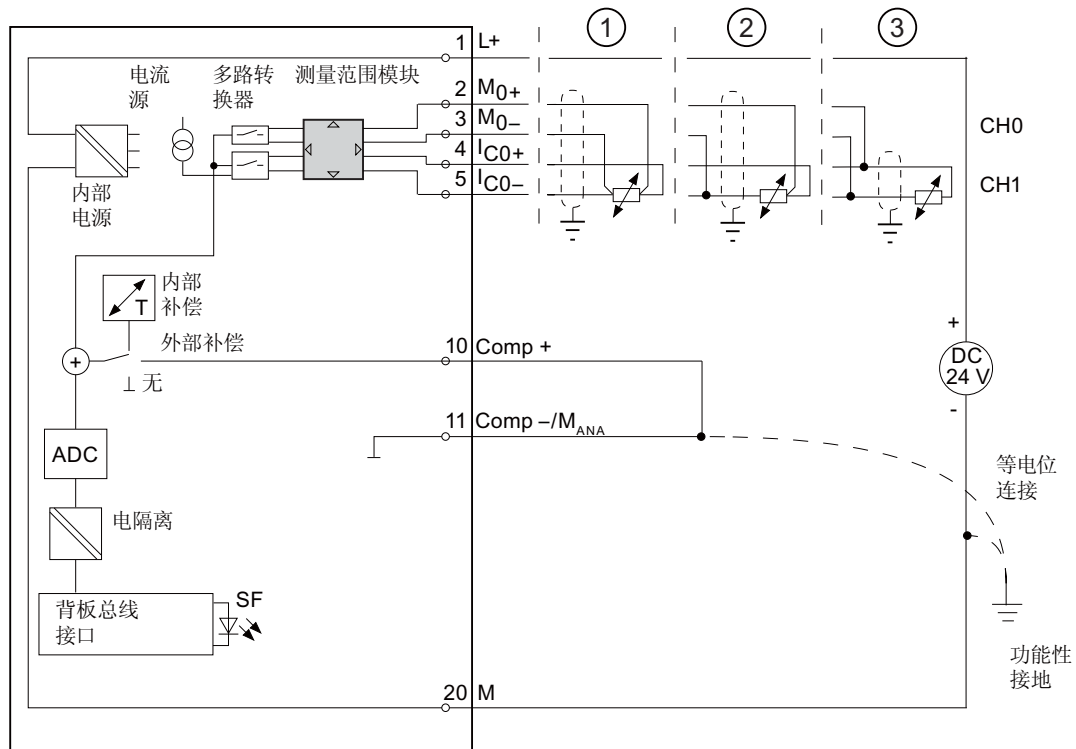 ① ② ③
1 L+
2 M0+
3 M0–
4 IC0+
5 IC0–
电流
源
多路转
换器
测量范围模块
CH0
CH1
内部
电源
T
内部
补偿
+
外部补偿
⊥ 无
10 Comp +
11 Comp –/MANA
+
DC
24 V
-
ADC
等电位
连接
电隔离
背板总线
接口
SF
功能性
接地
20 M